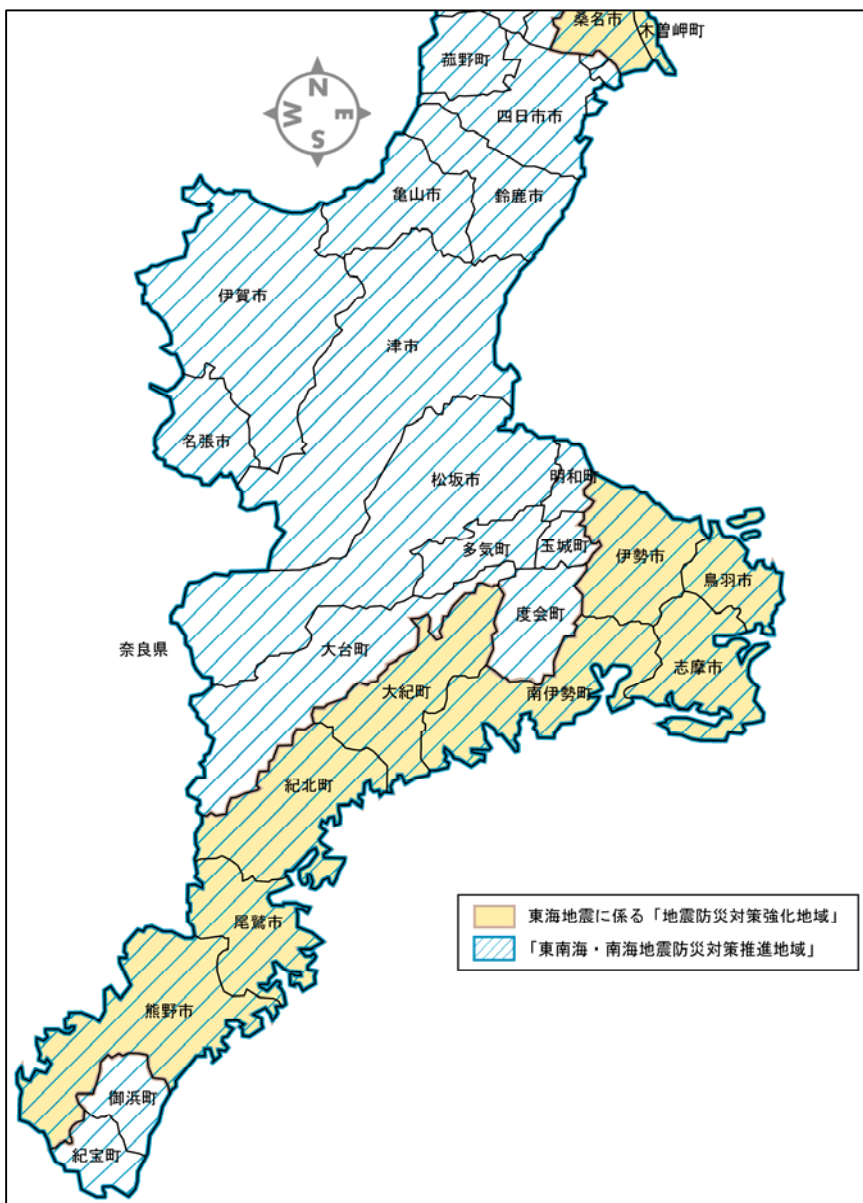 桑名市
木曽岬町
菰野町
N
W
E
S
四日市市
亀山市
鈴鹿市
伊賀市
津市
名張市
松坂市
明和町
多気町
玉城町
伊勢市
鳥羽市
度会町
奈良県
大台町
志摩市
大紀町
南伊勢町
紀北町
尾鷲市
東海地震に係る「地震防災対策強化地域」
「東南海・南海地震防災対策推進地域」
熊野市
御浜町
紀宝町